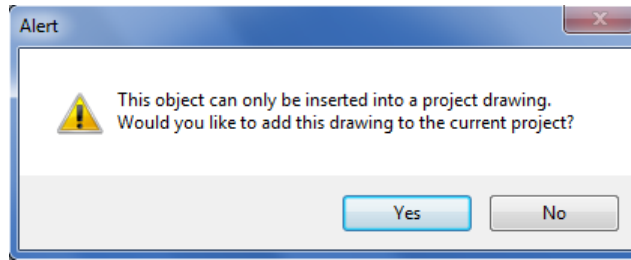 Alert
This object can only be inserted into a project drawing.
Would you like to add this drawing to the current project?
Yes
No